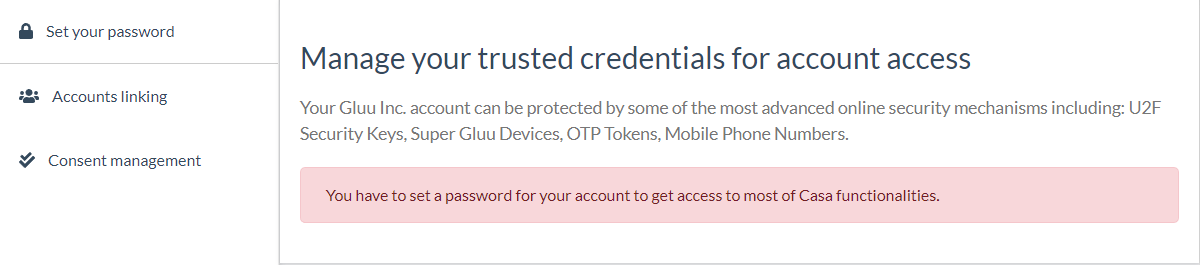 Set your password
Accounts linking
Consent management
Manage your trusted credentials for account access
Your Gluu Inc. account can be protected by some of the most advanced online security mechanisms including: U2F
Security Keys, Super Gluu Devices, OTP Tokens, Mobile Phone Numbers.
You have to set a password for your account to get access to most of Casa functionalities.